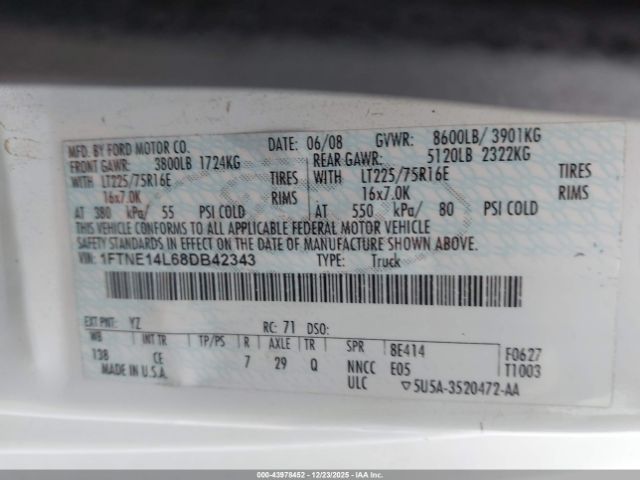 MFD. BY FORD MOTOR CO. DATE: 06/08 GVWR: 8600LB/ 3901KG
FRONT GAWR: 3800LB 1724KG REAR GAWR: 5120LB 2322KG
WITH LT225/75R16E TIRES WITH LT225/75R16E TIRES
16x7.0K RIMS 16x7.0K RIMS
AT 380 kPa/ 55 PSI COLD AT 550 kPa/ 80 PSI COLD
THIS VEHICLE CONFORMS TO ALL APPLICABLE FEDERAL MOTOR VEHICLE
SAFETY STANDARDS IN EFFECT ON THE DATE OF MANUFACTURE SHOWN ABOVE.
VIN: 1FTNE14L68DB42343 TYPE: Truck
EXT PNT: YZ RC: 71 DSO:
WB INT TR TP/PS R AXLE TR SPR 8E414 F0627
138 CE 7 29 Q NNCC E05 T1003
MADE IN U.S.A. ULC ▽5U5A-3520472-AA
000-43978452 - 12/23/2025 - IAA Inc.